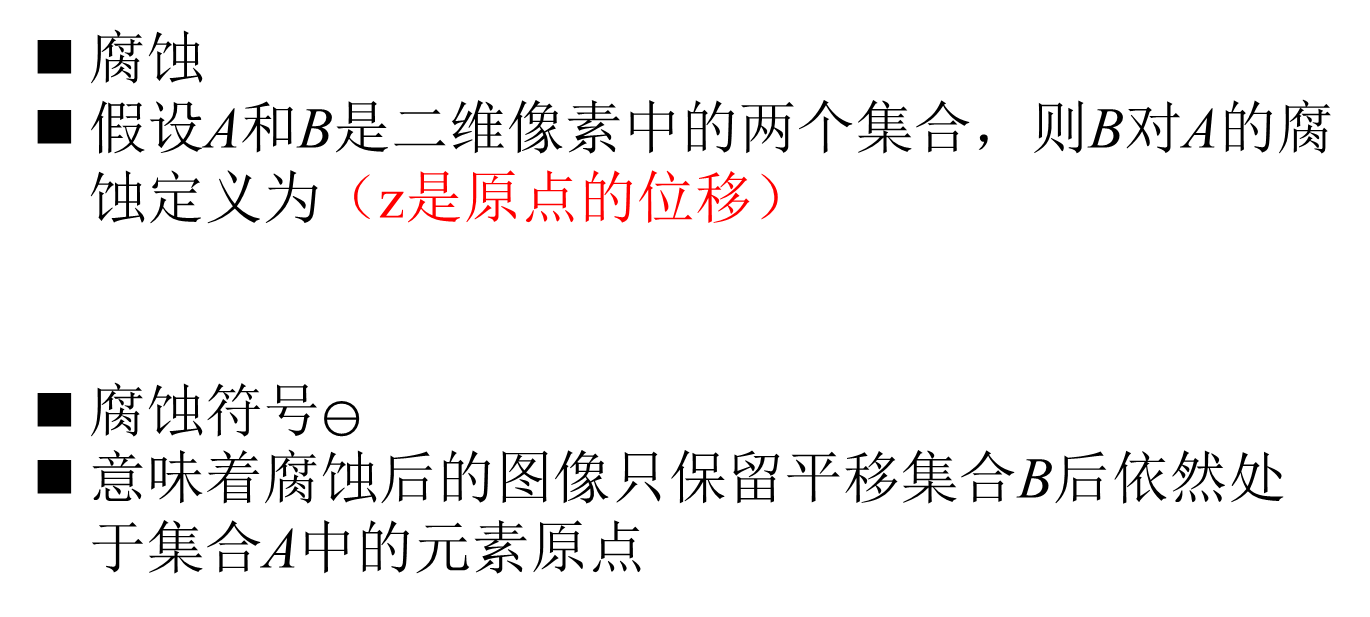 ■ 腐蚀
■ 假设A和B是二维像素中的两个集合，则B对A的腐
蚀定义为（z是原点的位移）
■ 腐蚀符号⊖
■ 意味着腐蚀后的图像只保留平移集合B后依然处
于集合A中的元素原点